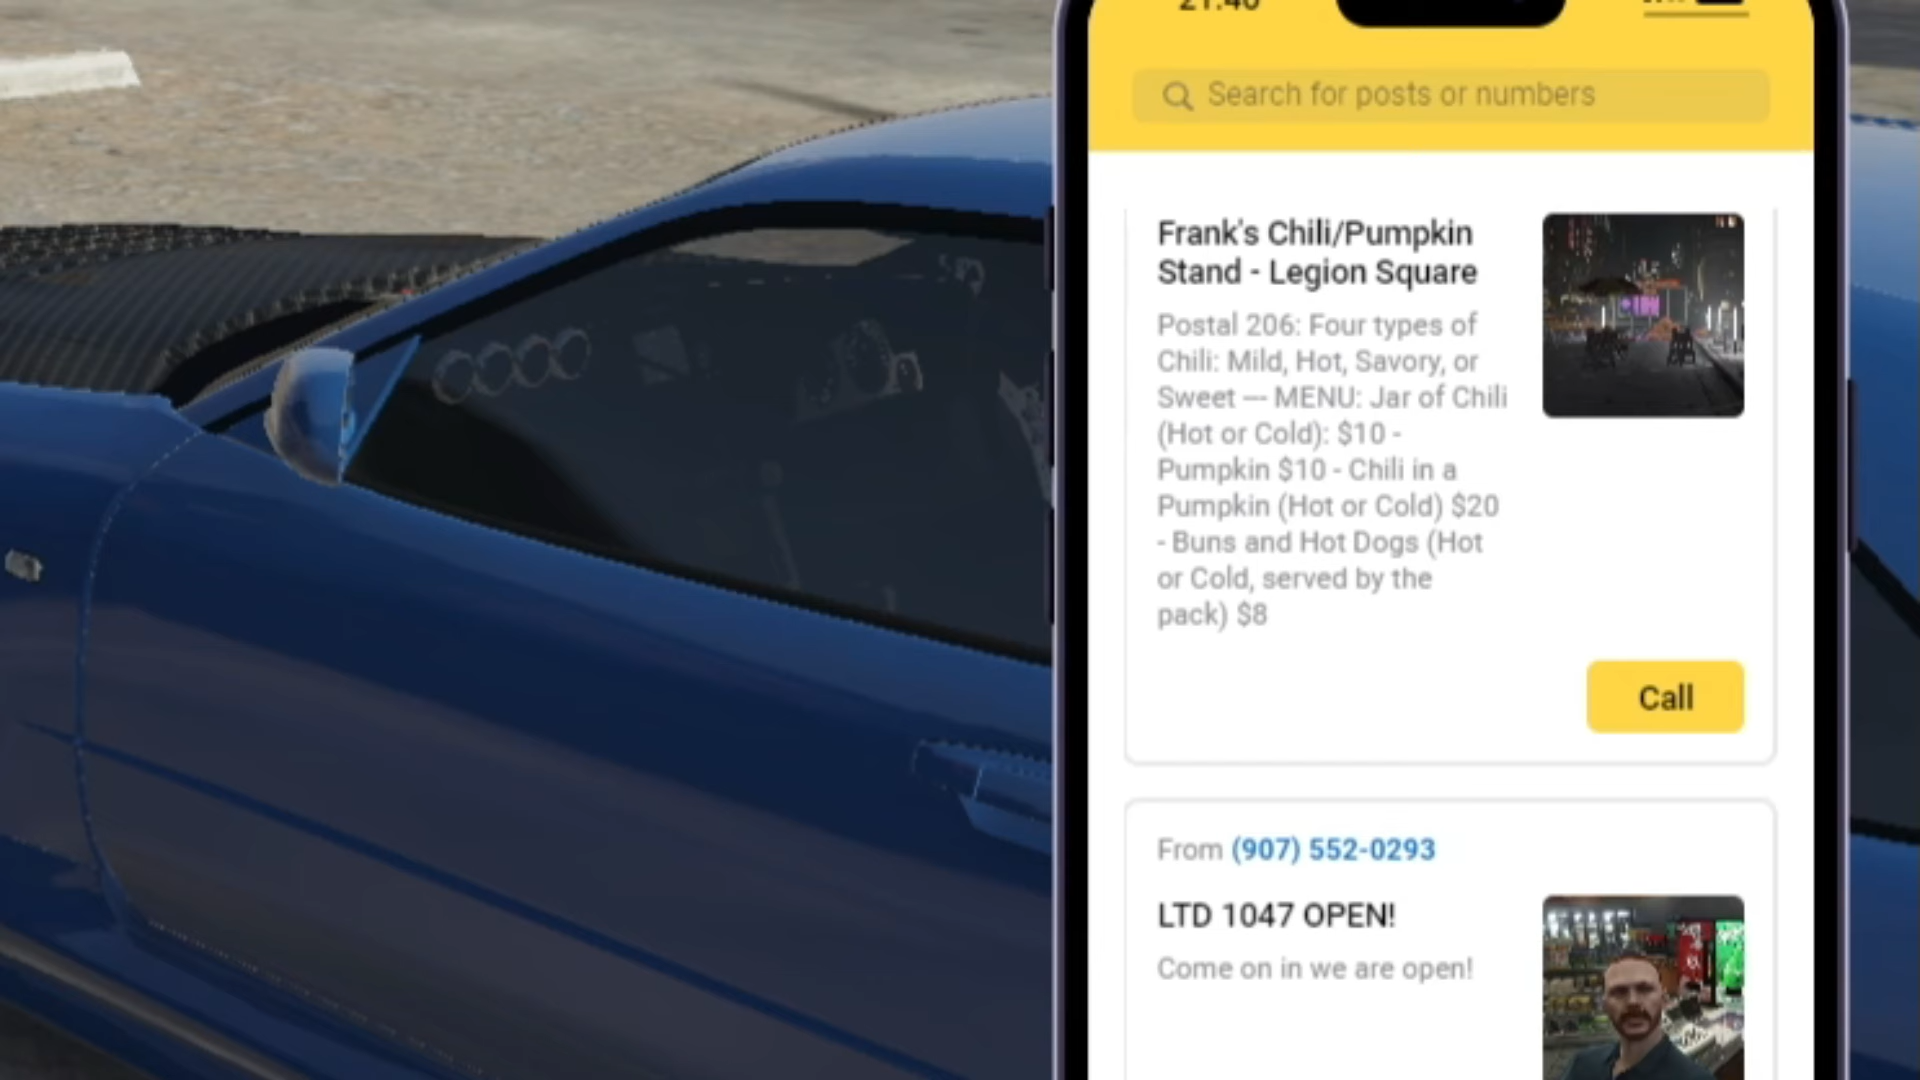 21:40
Search for posts or numbers
Frank's Chili/Pumpkin
Stand - Legion Square
Postal 206: Four types of
Chili: Mild, Hot, Savory, or
Sweet --- MENU: Jar of Chili
(Hot or Cold): $10 -
Pumpkin $10 - Chili in a
Pumpkin (Hot or Cold) $20
- Buns and Hot Dogs (Hot
or Cold, served by the
pack) $8
Call
From (907) 552-0293
LTD 1047 OPEN!
Come on in we are open!